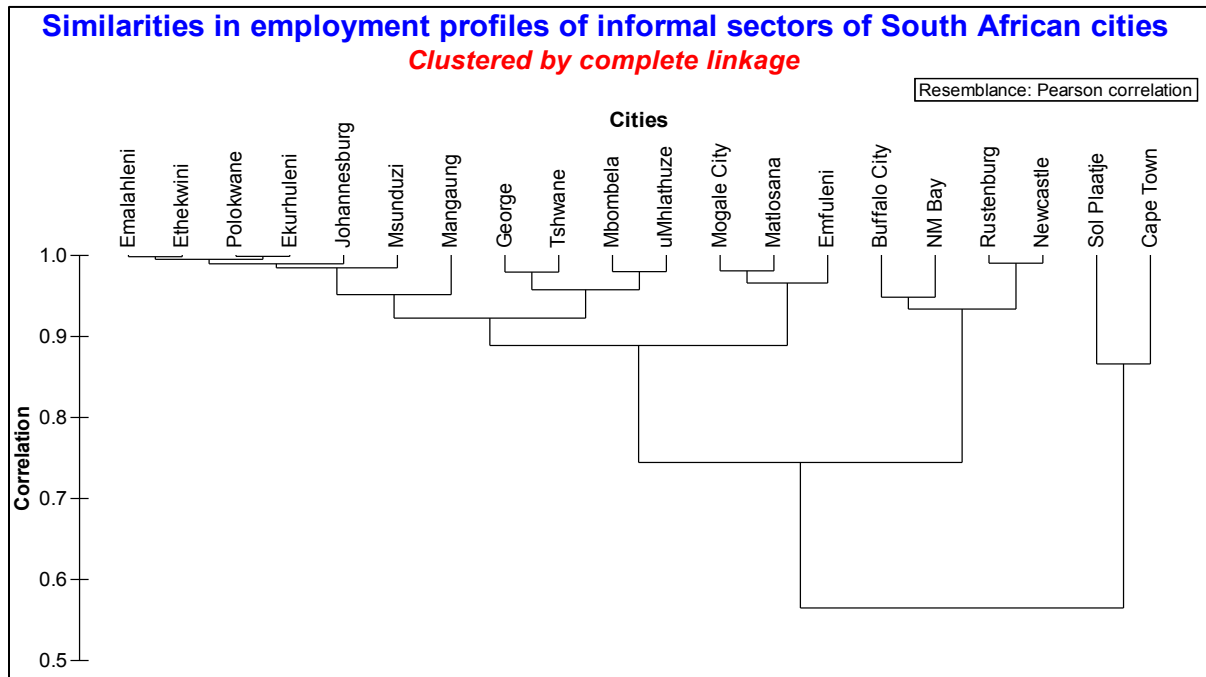 Similarities in employment profiles of informal sectors of South African cities
Clustered by complete linkage
Resemblance: Pearson correlation
Cities
Emalahleni
Ethekwini
Polokwane
Ekurhuleni
Johannesburg
Msunduzi
Mangaung
George
Tshwane
Mbombela
uMhlathuze
Mogale City
Matlosana
Emfuleni
Buffalo City
NM Bay
Rustenburg
Newcastle
Sol Plaatje
Cape Town
1.0
0.9
0.8
0.7
0.6
0.5
Correlation